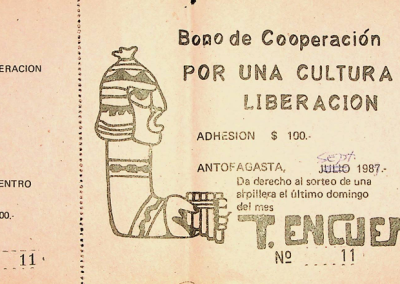 ERACION
ENTRO
00.-
11
Bono de Cooperación
POR UNA CULTURA
LIBERACION
ADHESION $ 100.-
Sept.
ANTOFAGASTA, JULIO 1987.-
Da derecho al sorteo de una
arpillera el último domingo
del mes
T. ENCUE
Nº 11